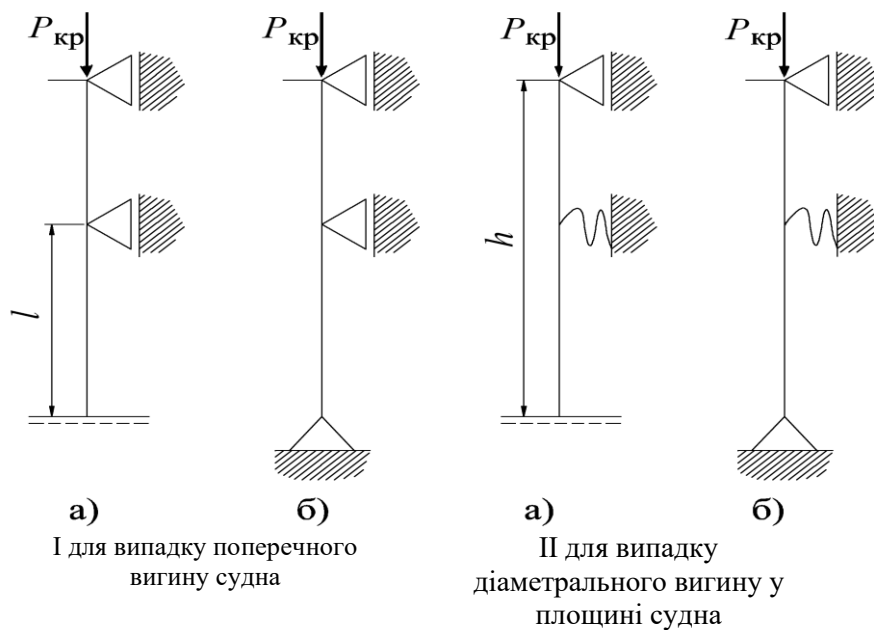 Pкр
Pкр
Pкр
Pкр
l
h
а)
б)
а)
б)
І для випадку поперечного
вигину судна
ІІ для випадку
діаметрального вигину у
площині судна